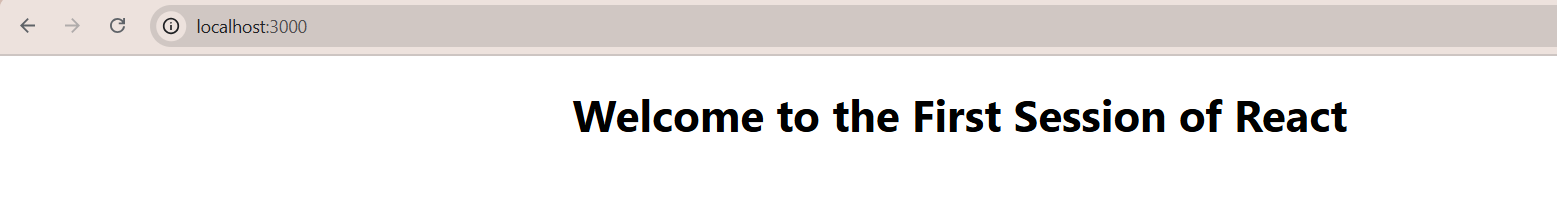 localhost:3000
Welcome to the First Session of React